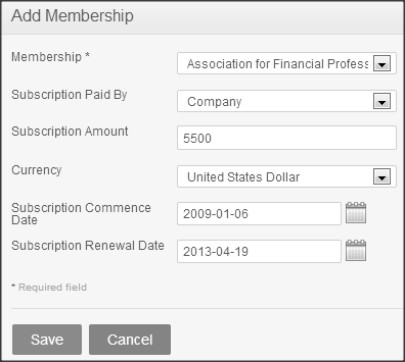 Add Membership
Membership *
Association for Financial Profess
Subscription Paid By
Company
Subscription Amount
5500
Currency
United States Dollar
Subscription Commence
Date
2009-01-06
Subscription Renewal Date
2013-04-19
* Required field
Save
Cancel